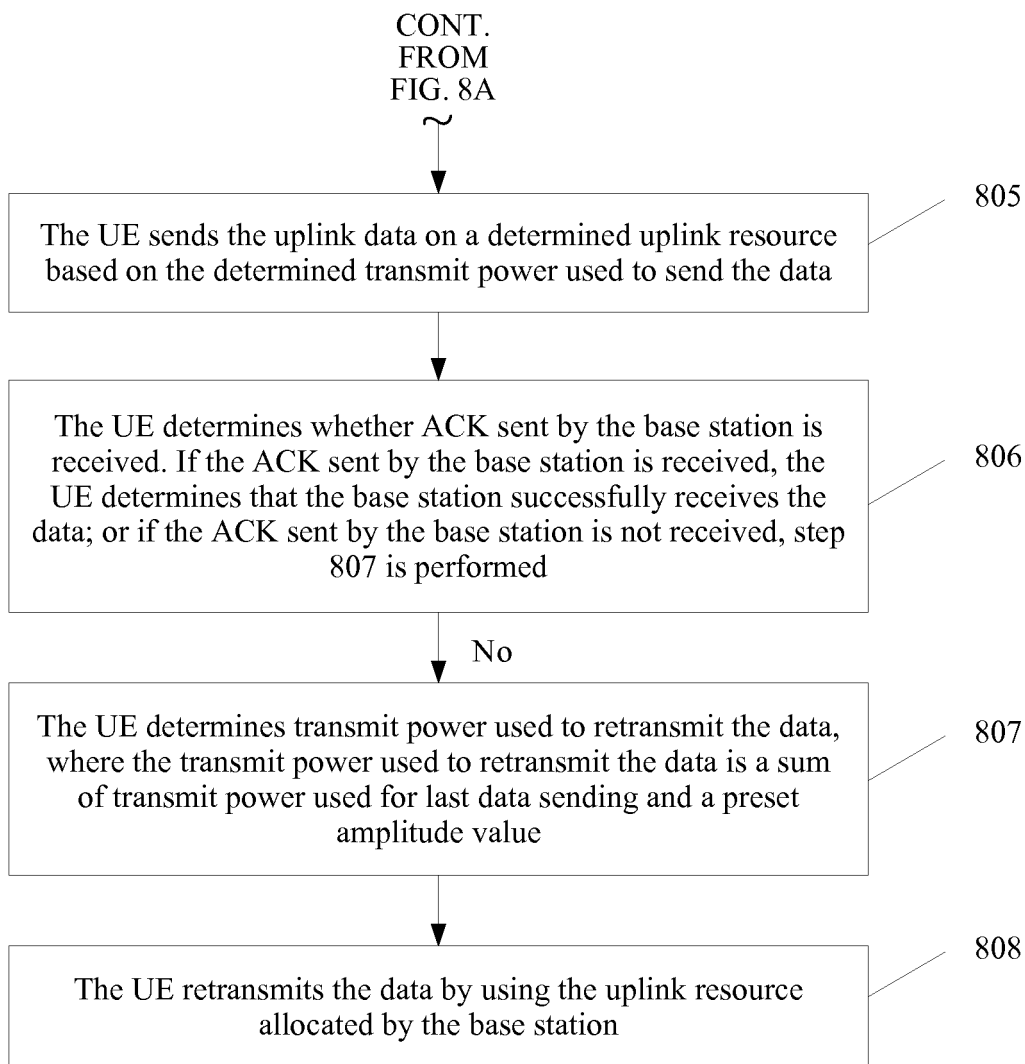 CONT.
FROM
FIG. 8A
805
The UE sends the uplink data on a determined uplink resource
based on the determined transmit power used to send the data
806
The UE determines whether ACK sent by the base station is
received. If the ACK sent by the base station is received, the
UE determines that the base station successfully receives the
data; or if the ACK sent by the base station is not received, step
807 is performed
No
807
The UE determines transmit power used to retransmit the data,
where the transmit power used to retransmit the data is a sum
of transmit power used for last data sending and a preset
amplitude value
808
The UE retransmits the data by using the uplink resource
allocated by the base station